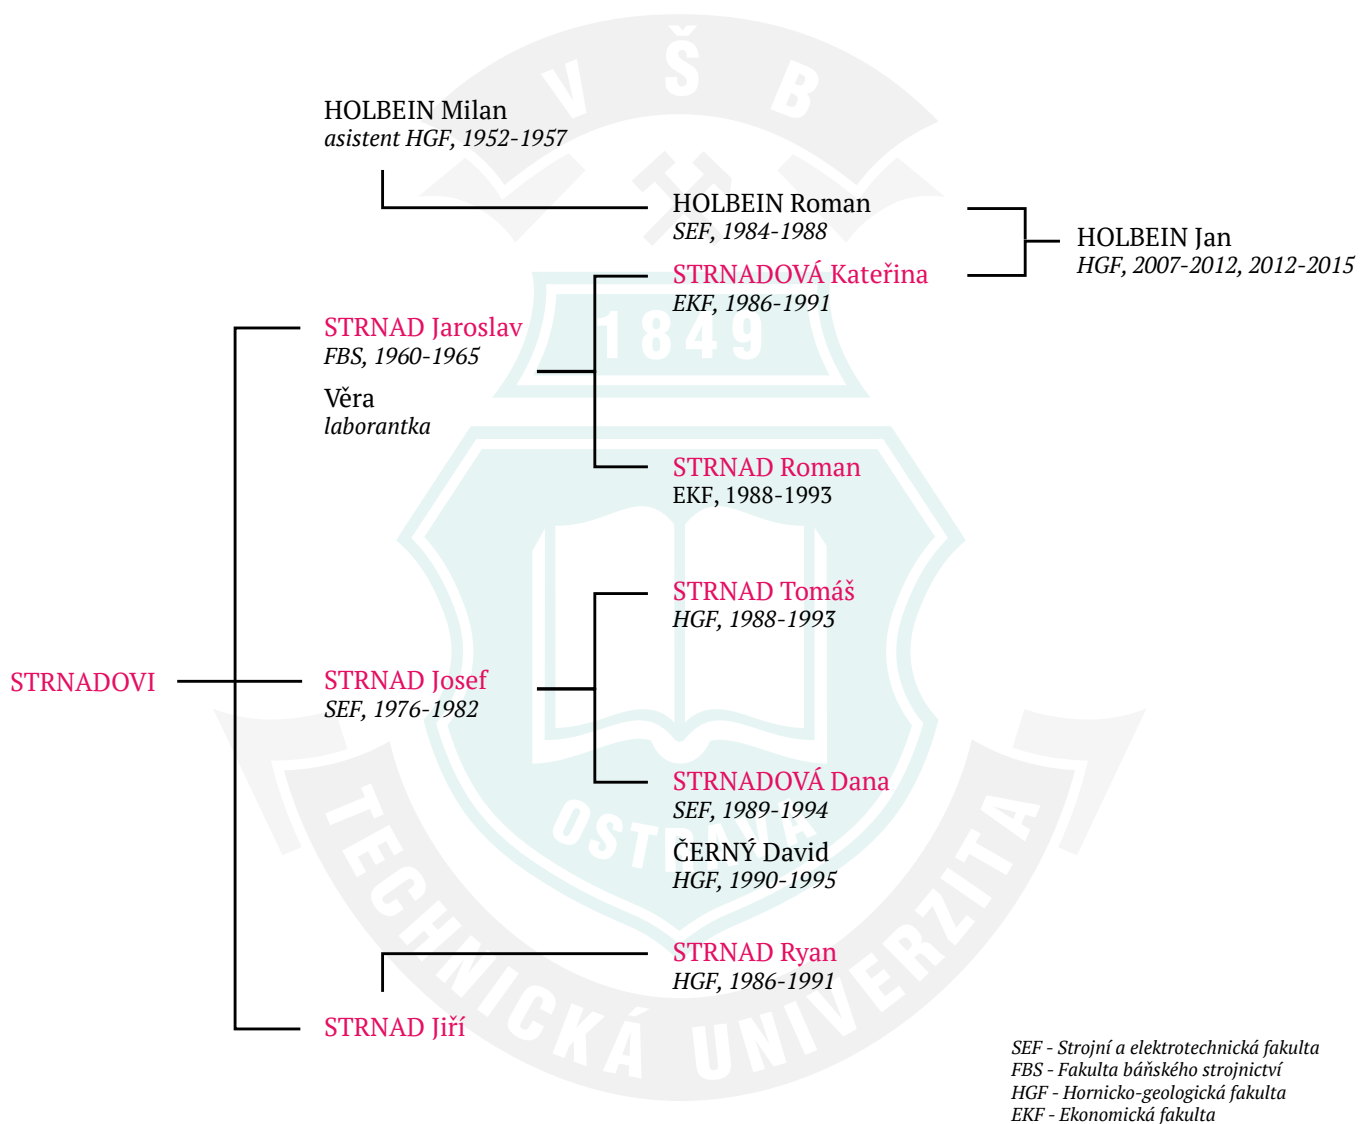 VŠB
HOLBEIN Milan
asistent HGF, 1952-1957
HOLBEIN Roman
SEF, 1984-1988
HOLBEIN Jan
HGF, 2007-2012, 2012-2015
STRNADOVÁ Kateřina
EKF, 1986-1991
1849
STRNAD Jaroslav
FBS, 1960-1965
Věra
laborantka
STRNAD Roman
EKF, 1988-1993
STRNAD Tomáš
HGF, 1988-1993
STRNADOVI
STRNAD Josef
SEF, 1976-1982
STRNADOVÁ Dana
SEF, 1989-1994
OSTRAVA
ČERNÝ David
HGF, 1990-1995
STRNAD Ryan
HGF, 1986-1991
STRNAD Jiří
TECHNICKÁ UNIVERZITA
SEF - Strojní a elektrotechnická fakulta
FBS - Fakulta báňského strojnictví
HGF - Hornicko-geologická fakulta
EKF - Ekonomická fakulta